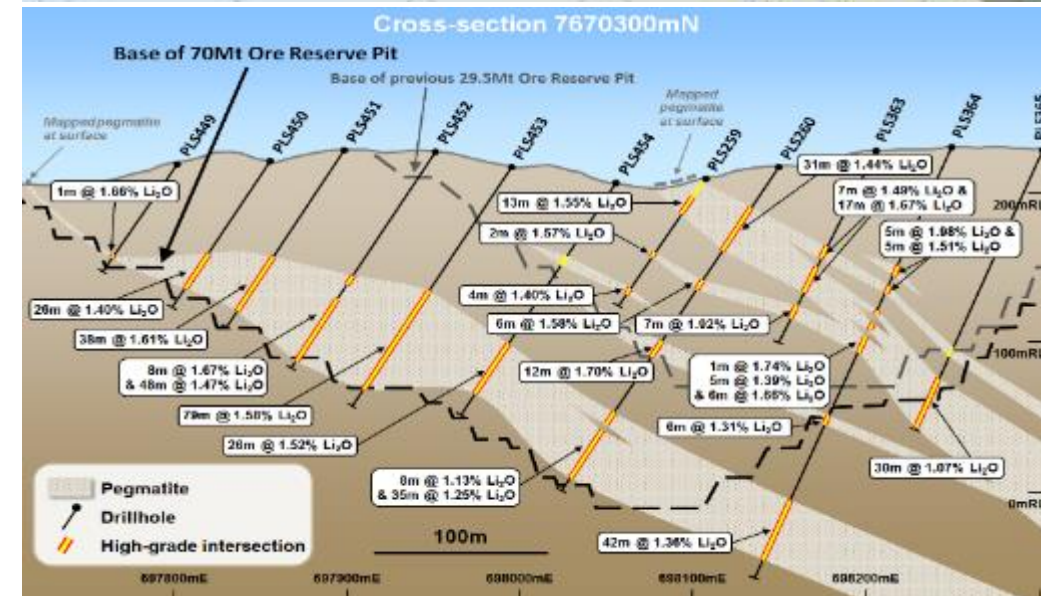 Cross-section 7670300mN
Base of 70Mt Ore Reserve Pit
Base of previous 29.5Mt Ore Reserve Pit
Mapped pegmatite
at surface
Mapped
pegmatite
at surface
PLS449
PLS450
PLS451
PLS452
PLS453
PLS454
PLS259
PLS260
PLS363
PLS364
1m @ 1.66% Li₂O
26m @ 1.40% Li₂O
38m @ 1.61% Li₂O
8m @ 1.67% Li₂O
& 48m @ 1.47% Li₂O
79m @ 1.58% Li₂O
26m @ 1.52% Li₂O
8m @ 1.13% Li₂O
& 35m @ 1.25% Li₂O
13m @ 1.55% Li₂O
2m @ 1.57% Li₂O
4m @ 1.40% Li₂O
6m @ 1.58% Li₂O
12m @ 1.70% Li₂O
31m @ 1.44% Li₂O
7m @ 1.49% Li₂O &
17m @ 1.67% Li₂O
5m @ 1.98% Li₂O &
5m @ 1.51% Li₂O
7m @ 1.92% Li₂O
1m @ 1.74% Li₂O
5m @ 1.39% Li₂O
& 6m @ 1.66% Li₂O
6m @ 1.31% Li₂O
30m @ 1.07% Li₂O
42m @ 1.36% Li₂O
200mRl
100mRl
0mRl
Pegmatite
Drillhole
High-grade intersection
100m
697800mE
697900mE
698000mE
698100mE
698200mE